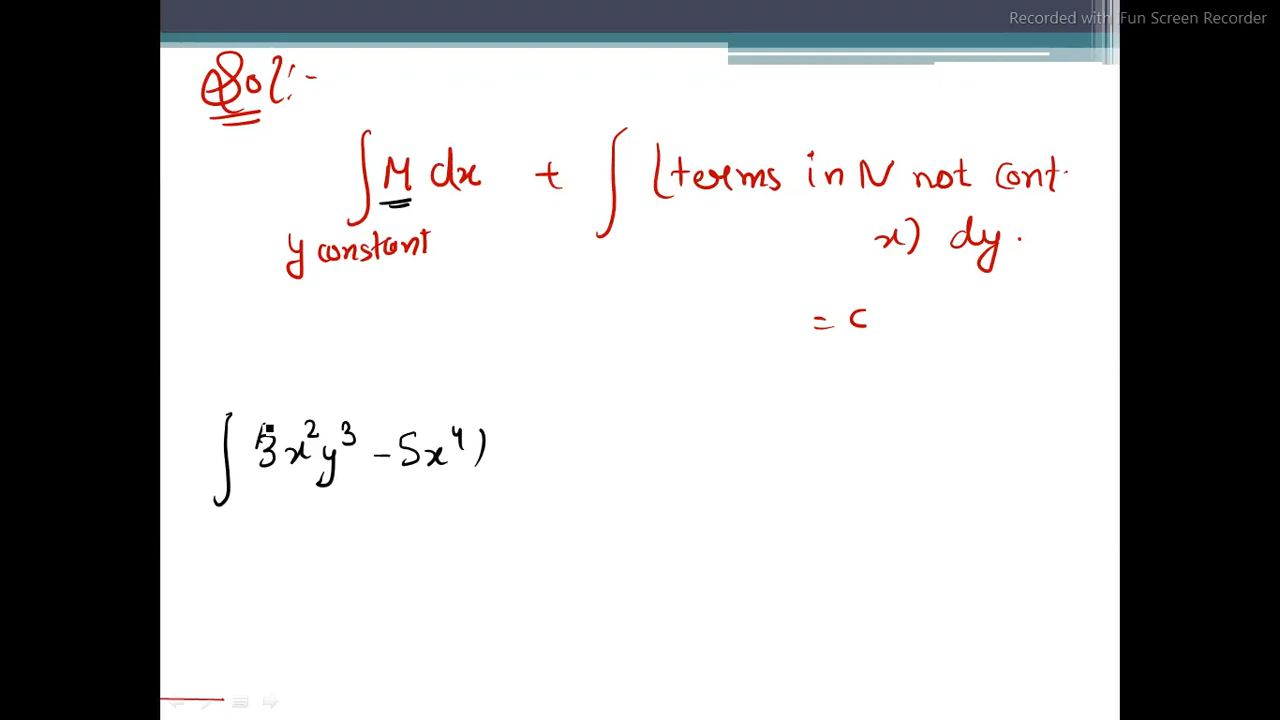 Recorded with Fun Screen Recorder
Sol:-
∫ M dx + ∫ (terms in N not cont.
y constant x) dy.
= c
∫ (3x²y³ - 5x⁴)